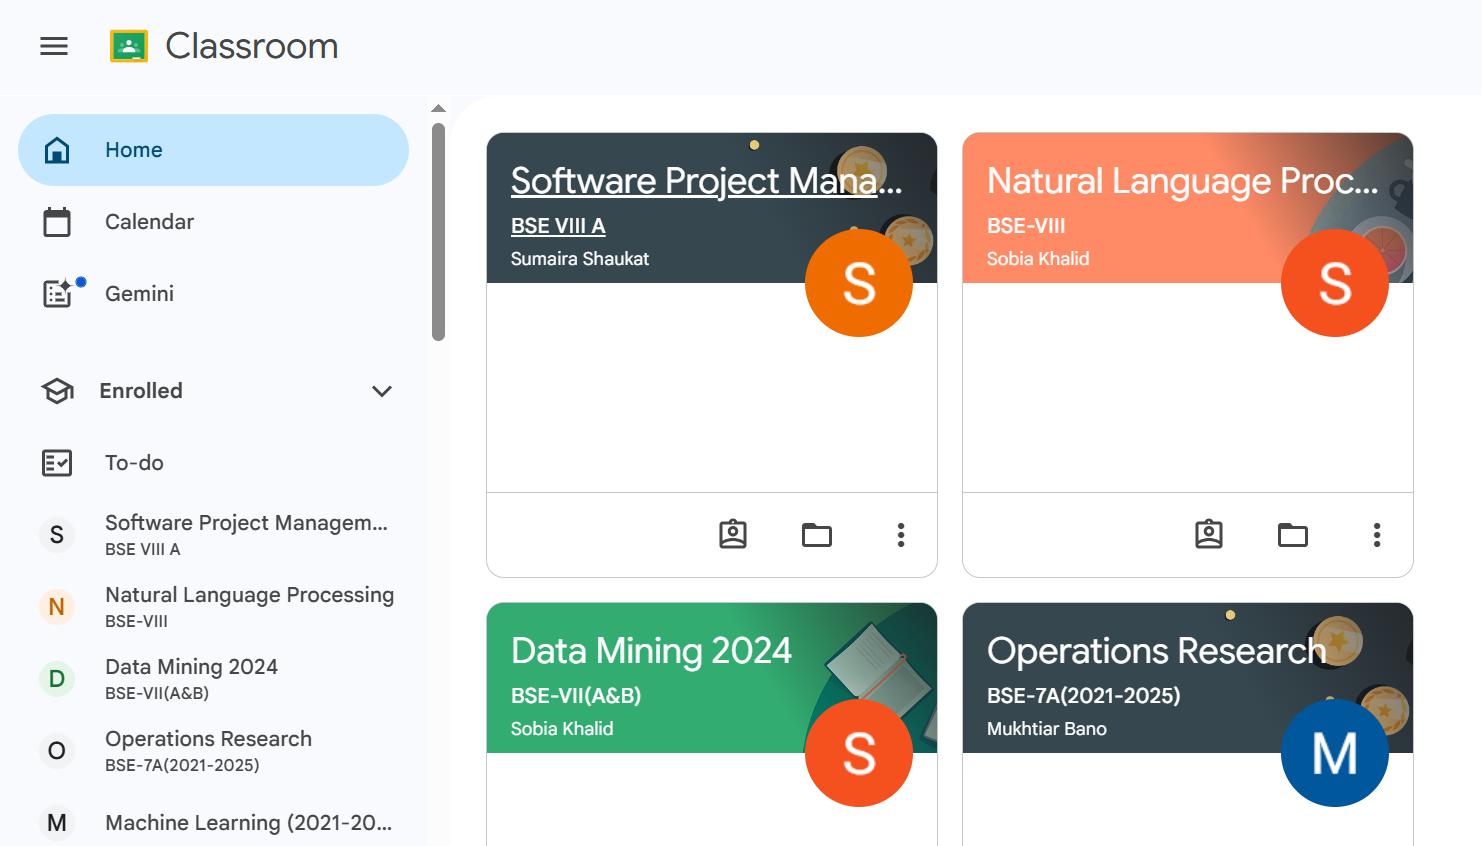 Classroom
Home
Calendar
Gemini
Enrolled
To-do
S
Software Project Managem...
BSE VIII A
N
Natural Language Processing
BSE-VIII
D
Data Mining 2024
BSE-VII(A&B)
O
Operations Research
BSE-7A(2021-2025)
M
Machine Learning (2021-20...
Software Project Mana...
BSE VIII A
Sumaira Shaukat
S
Natural Language Proc...
BSE-VIII
Sobia Khalid
S
Data Mining 2024
BSE-VII(A&B)
Sobia Khalid
S
Operations Research
BSE-7A(2021-2025)
Mukhtiar Bano
M